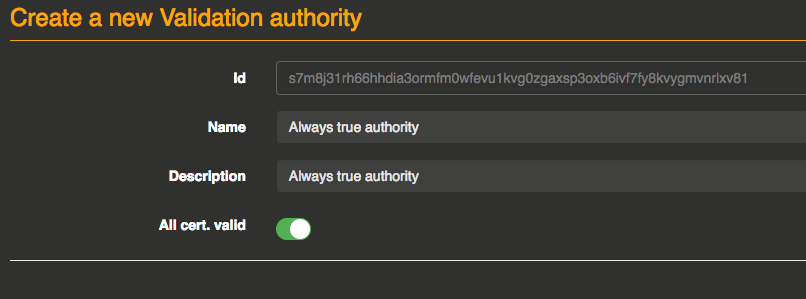 Create a new Validation authority
Id s7m8j31rh66hhdia3ormfm0wfevu1kvg0zgaxsp3oxb6ivf7fy8kvygmvnrlxv81
Name Always true authority
Description Always true authority
All cert. valid